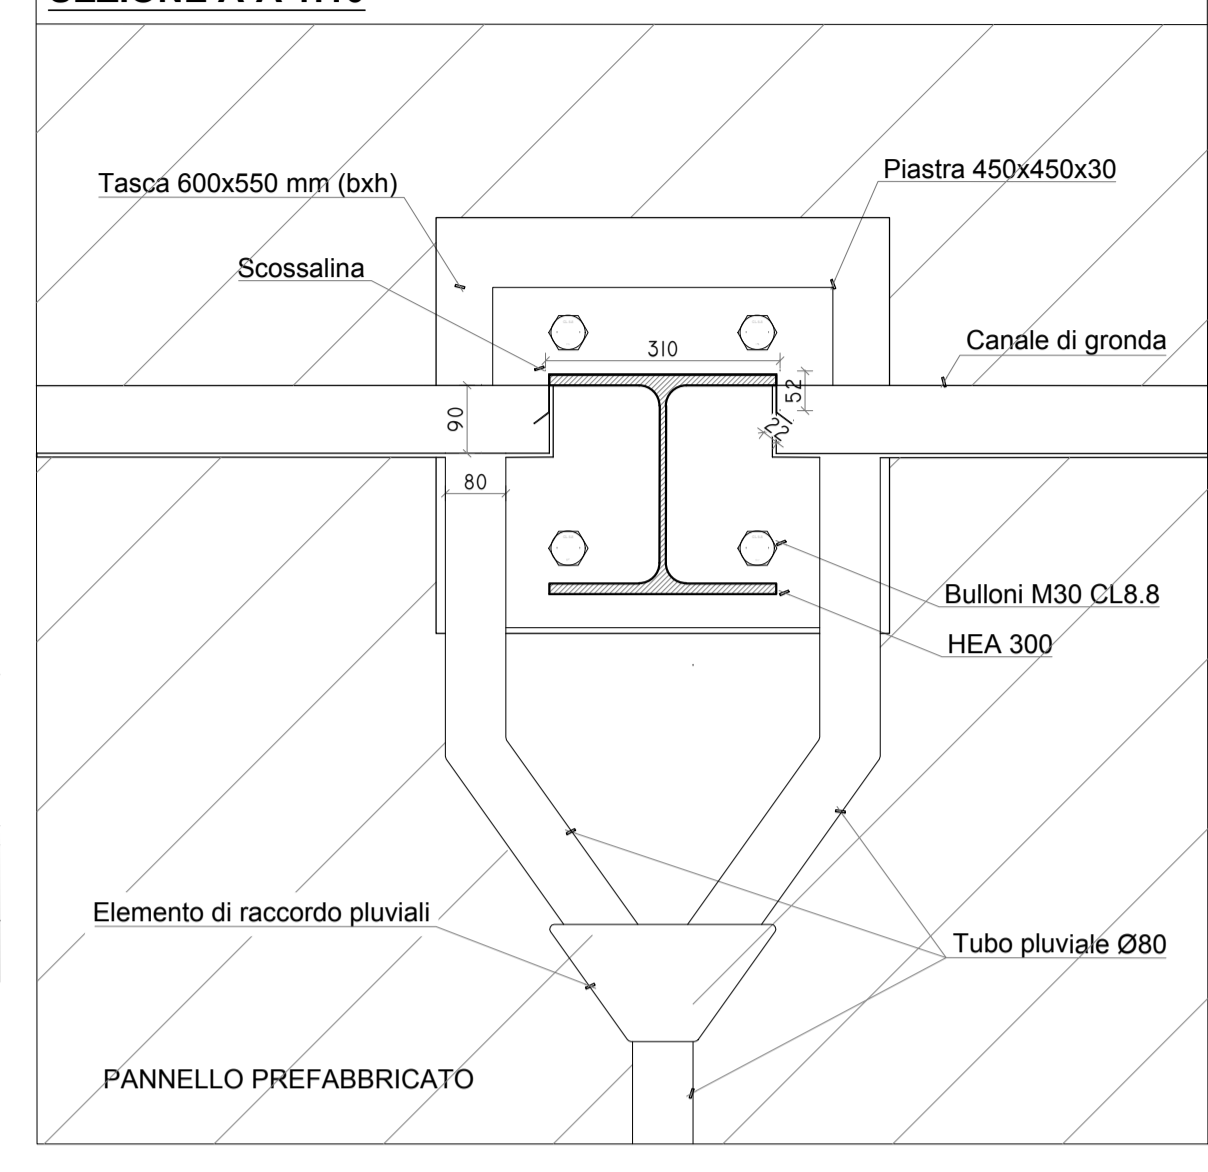 Tasca 600x550 mm (bxh)
Piastra 450x450x30
Scossalina
Canale di gronda
310
52
90
22
80
Bulloni M30 CL8.8
HEA 300
Elemento di raccordo pluviali
Tubo pluviale Ø80
PANNELLO PREFABBRICATO